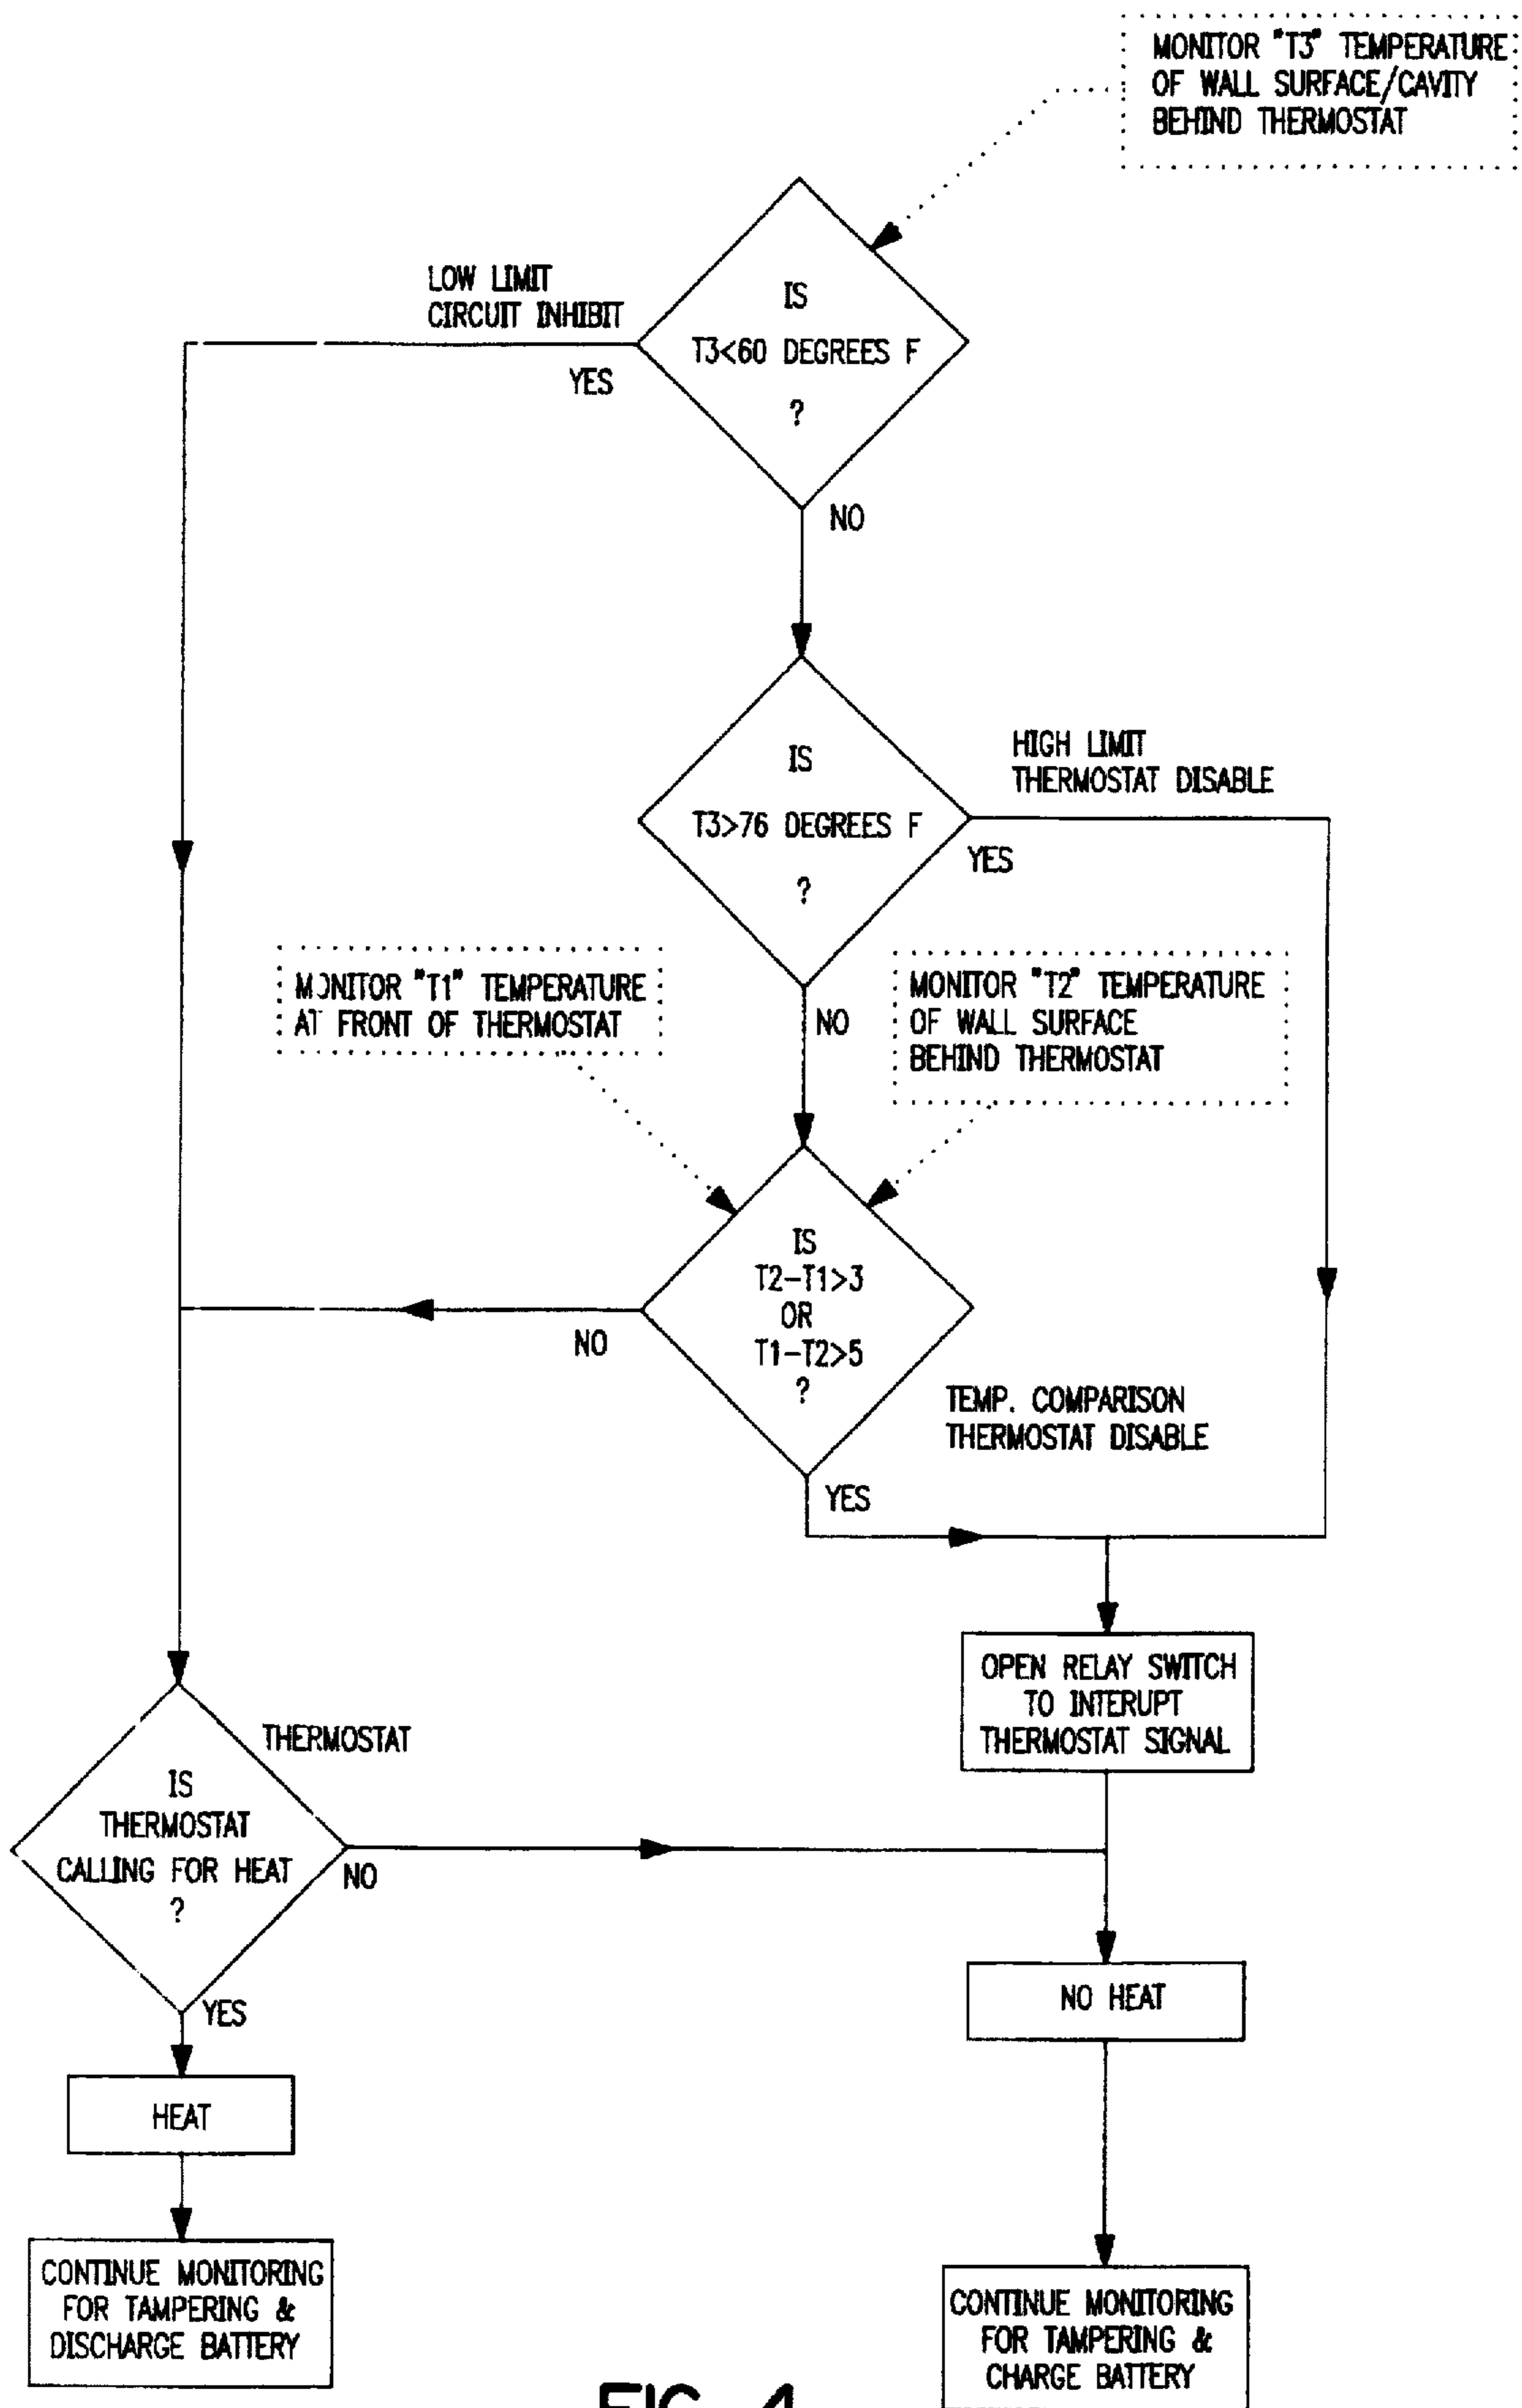 MONITOR "T3" TEMPERATURE
OF WALL SURFACE/CAVITY
BEHIND THERMOSTAT
LOW LIMIT
CIRCUIT INHIBIT
YES
IS
T3<60 DEGREES F
?
NO
IS
T3>76 DEGREES F
?
HIGH LIMIT
THERMOSTAT DISABLE
YES
NO
MONITOR "T1" TEMPERATURE
AT FRONT OF THERMOSTAT
MONITOR "T2" TEMPERATURE
OF WALL SURFACE
BEHIND THERMOSTAT
IS
T2-T1>3
OR
T1-T2>5
?
NO
TEMP. COMPARISON
THERMOSTAT DISABLE
YES
OPEN RELAY SWITCH
TO INTERUPT
THERMOSTAT SIGNAL
THERMOSTAT
IS
THERMOSTAT
CALLING FOR HEAT
?
NO
YES
NO HEAT
HEAT
CONTINUE MONITORING
FOR TAMPERING &
DISCHARGE BATTERY
CONTINUE MONITORING
FOR TAMPERING &
CHARGE BATTERY
FIG. 4